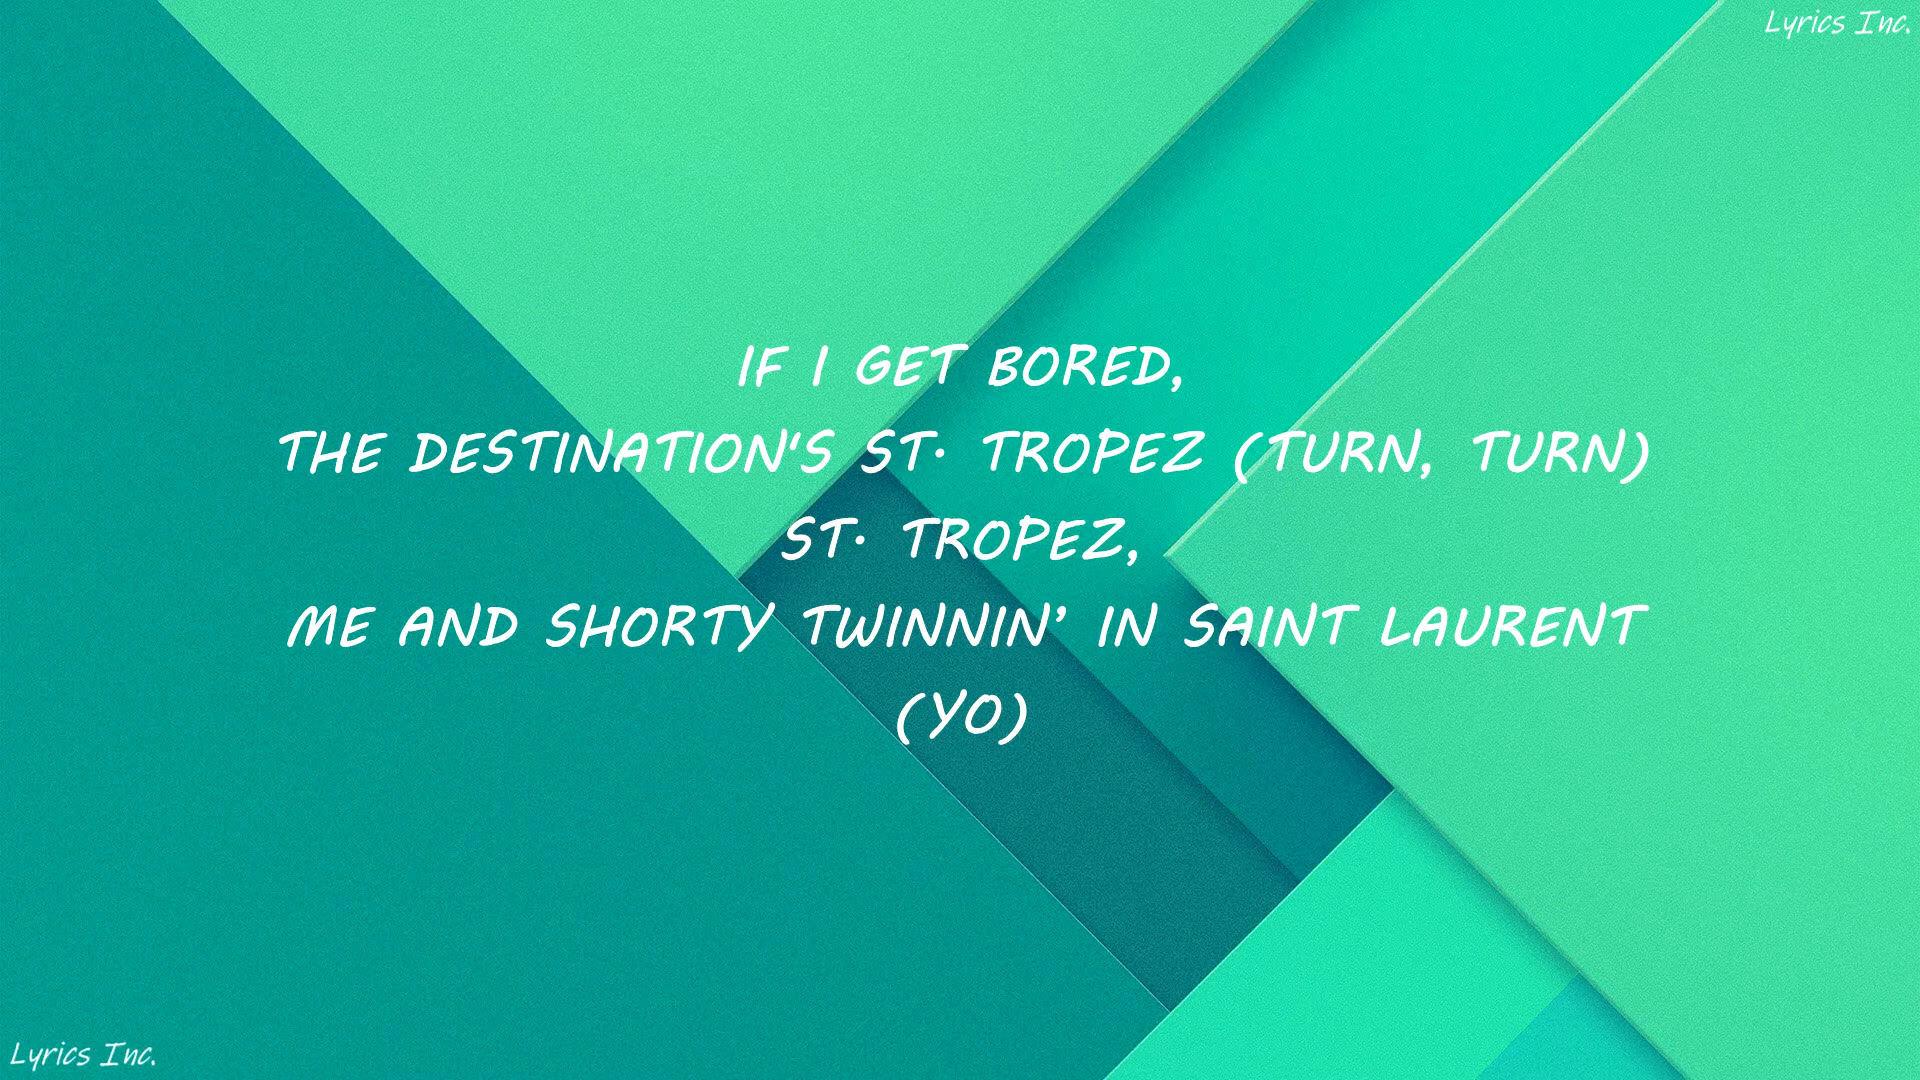 Lyrics Inc.
IF I GET BORED,
THE DESTINATION'S ST. TROPEZ (TURN, TURN)
ST. TROPEZ,
ME AND SHORTY TWINNIN’ IN SAINT LAURENT
(YO)
Lyrics Inc.